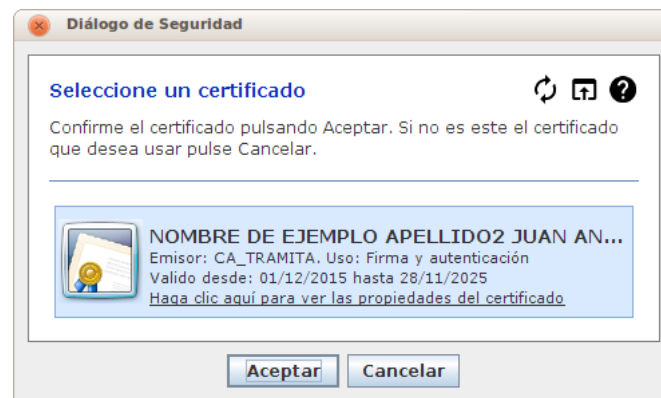 Diálogo de Seguridad
Seleccione un certificado
Confirme el certificado pulsando Aceptar. Si no es este el certificado
que desea usar pulse Cancelar.
NOMBRE DE EJEMPLO APELLIDO2 JUAN AN...
Emisor: CA_TRAMITA. Uso: Firma y autenticación
Valido desde: 01/12/2015 hasta 28/11/2025
Haga clic aquí para ver las propiedades del certificado
Aceptar Cancelar